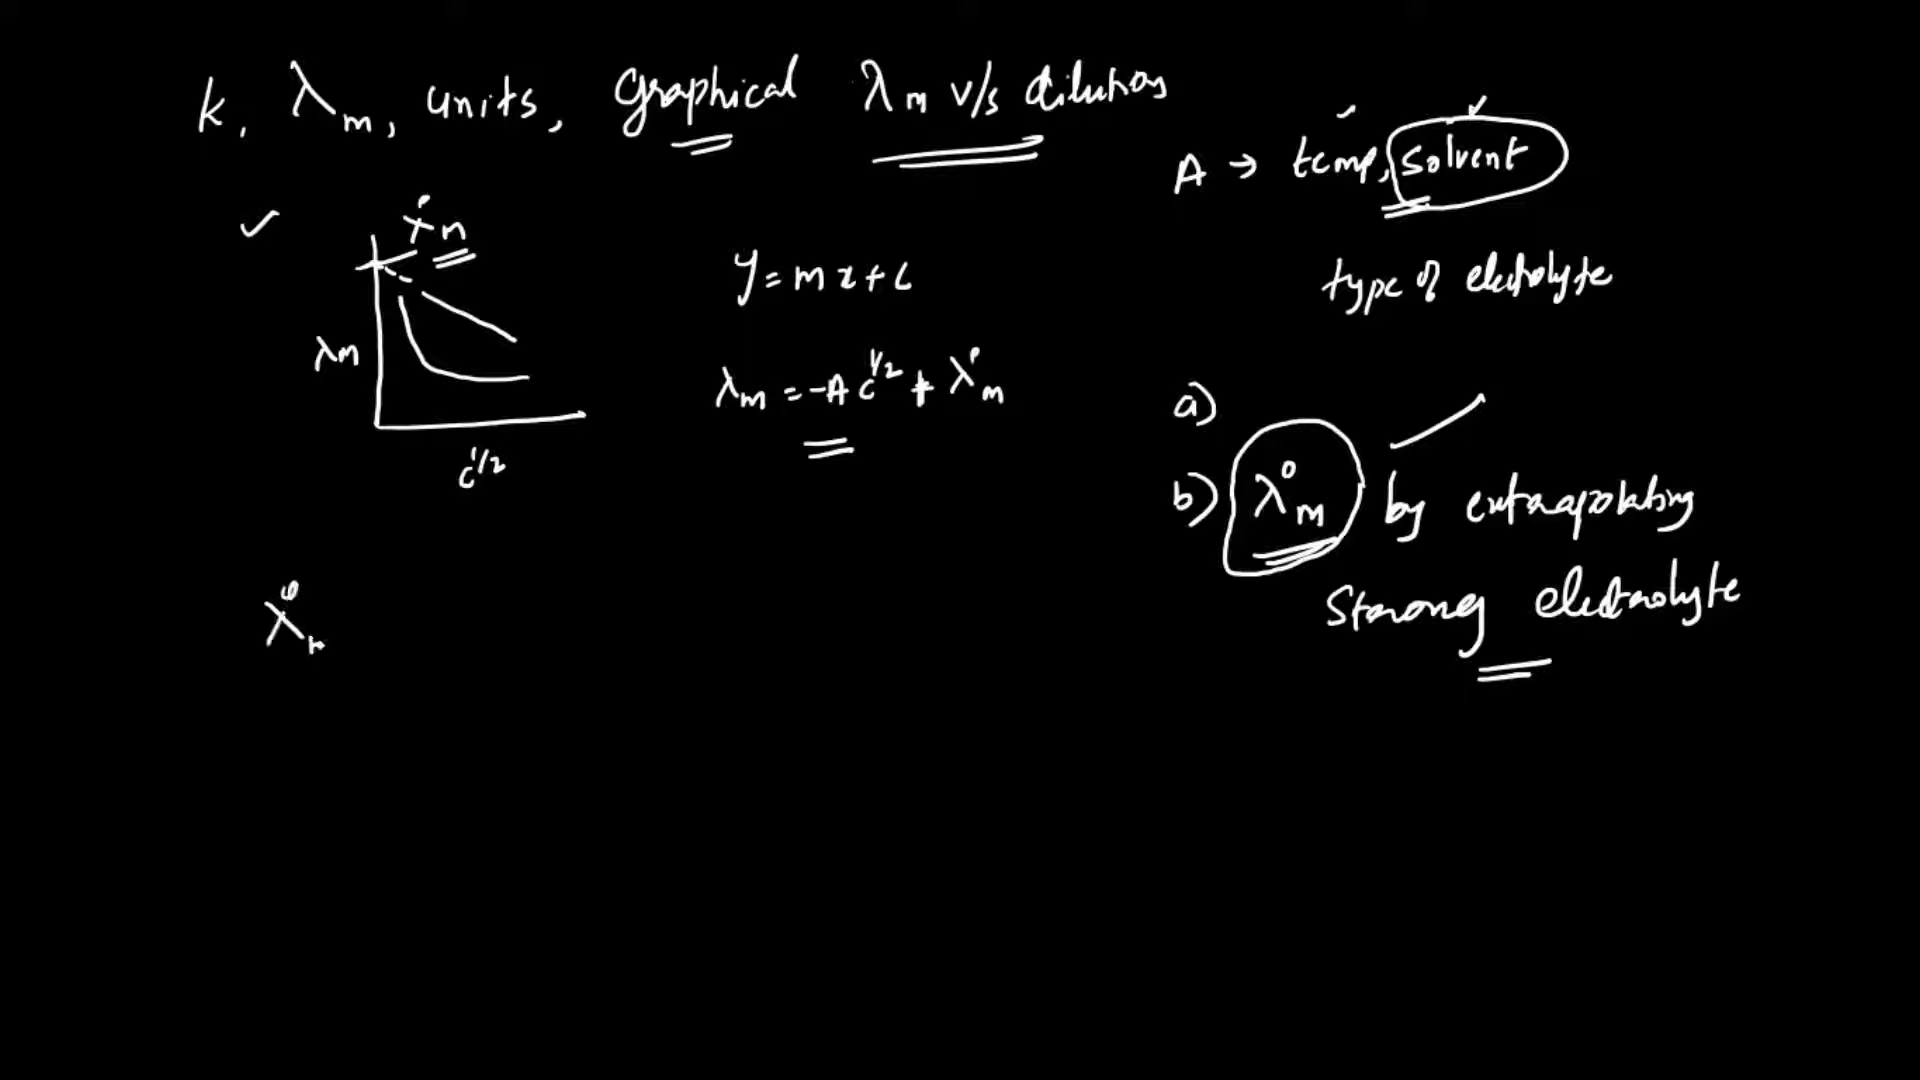 k, λm, units, Graphical λm v/s dilution
A → temp, solvent
type of electrolyte
λ°m
λm
c^1/2
y = mx + c
λm = -A c^1/2 + λ°m
a)
b) λ°m by extrapolating
Strong electrolyte
λ°